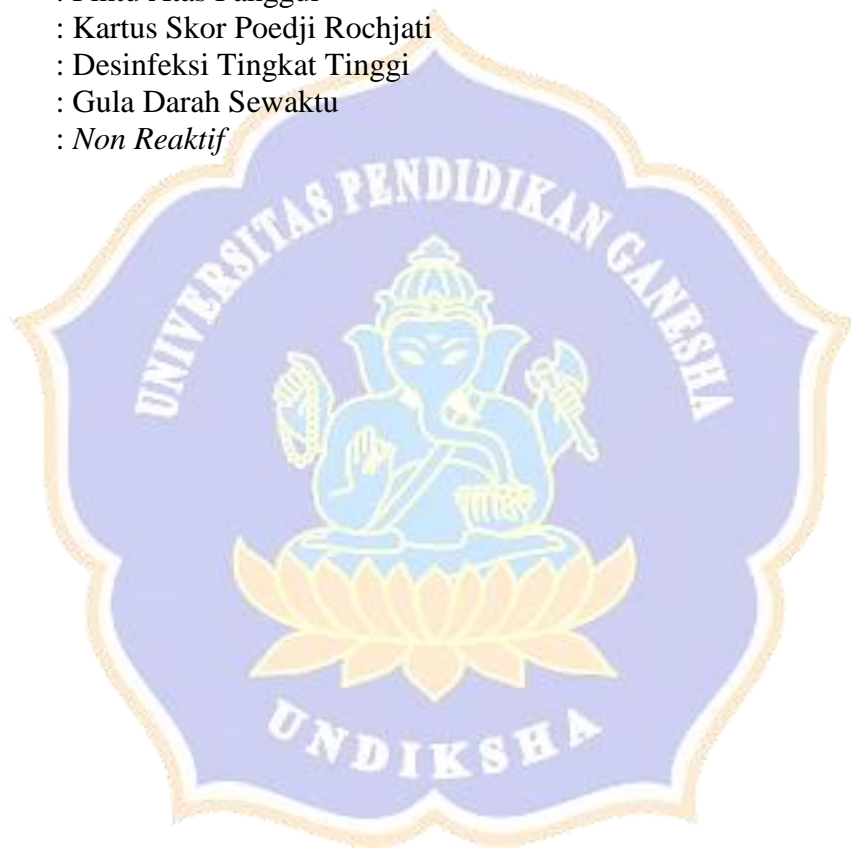 : Kartus Skor Poedji Rochjati
: Desinfeksi Tingkat Tinggi
: Gula Darah Sewaktu
: Non Reaktif
UNIVERSITAS PENDIDIKAN GANESHA
UNDIKSHA